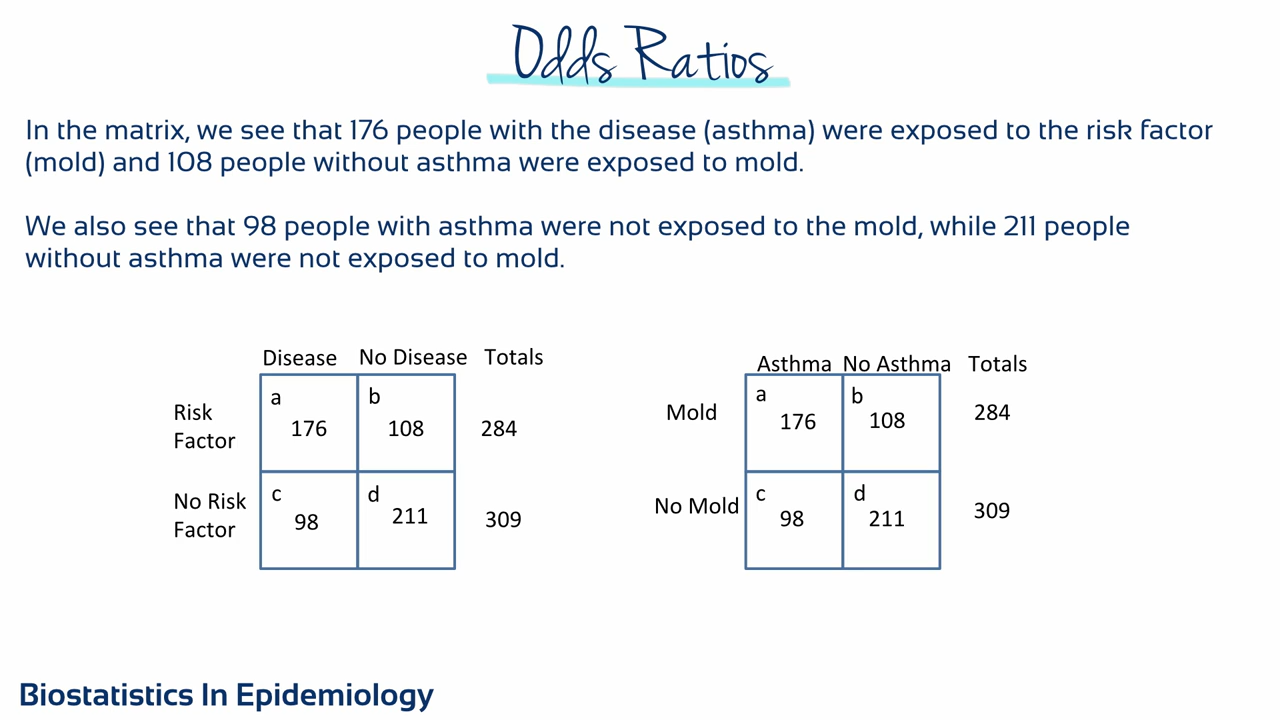 Odds Ratios
In the matrix, we see that 176 people with the disease (asthma) were exposed to the risk factor
(mold) and 108 people without asthma were exposed to mold.
We also see that 98 people with asthma were not exposed to the mold, while 211 people
without asthma were not exposed to mold.
Disease No Disease Totals
a b
Risk
Factor
176 108 284
c d
No Risk
Factor
98 211 309
Asthma No Asthma Totals
a b
Mold 176 108 284
c d
No Mold 98 211 309
Biostatistics In Epidemiology